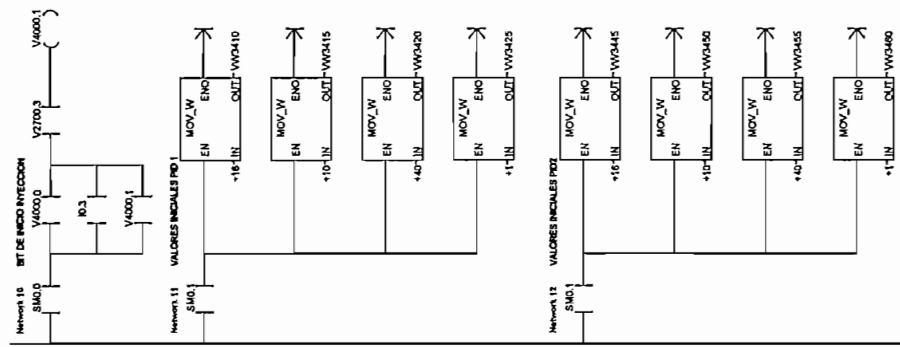 Network 10 BIT DE INICIO INYECCION
SM0.0 V4000.0 V2700.3 V4000.1
I0.3
V4000.1
Network 11 VALORES INICIALES PID 1
SM0.1
MOV_W
EN ENO
+16 IN OUT VW3410
MOV_W
EN ENO
+10 IN OUT VW3415
MOV_W
EN ENO
+40 IN OUT VW3420
MOV_W
EN ENO
+1 IN OUT VW3425
Network 12 VALORES INICIALES PID2
SM0.1
MOV_W
EN ENO
+16 IN OUT VW3445
MOV_W
EN ENO
+10 IN OUT VW3450
MOV_W
EN ENO
+40 IN OUT VW3455
MOV_W
EN ENO
+1 IN OUT VW3460